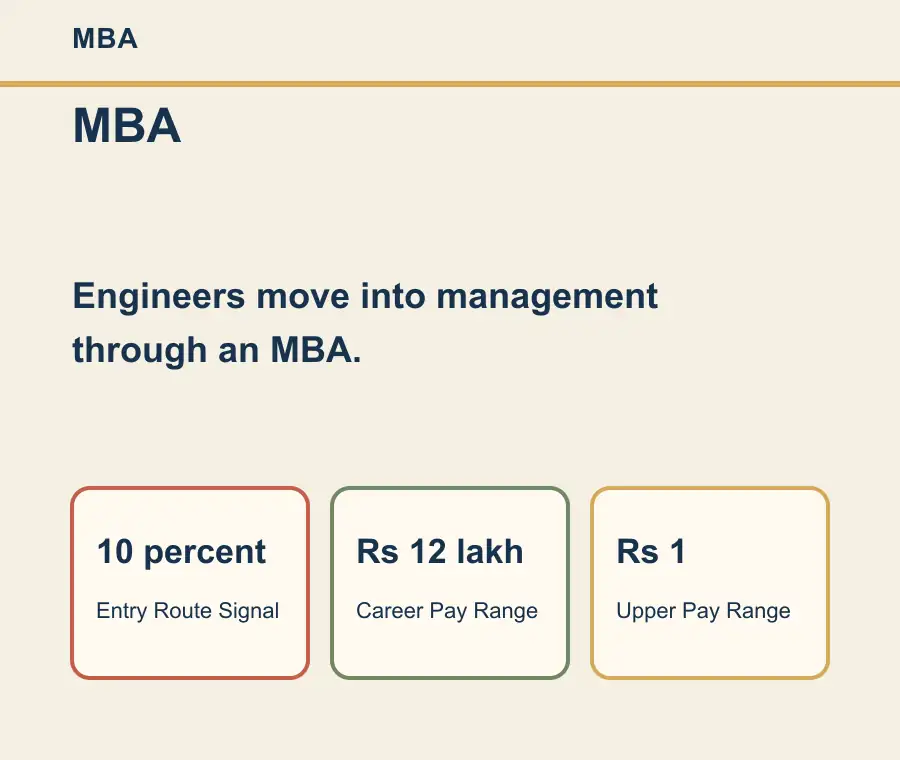 MBA
MBA
Engineers move into management
through an MBA.
10 percent
Entry Route Signal
Rs 12 lakh
Career Pay Range
Rs 1
Upper Pay Range